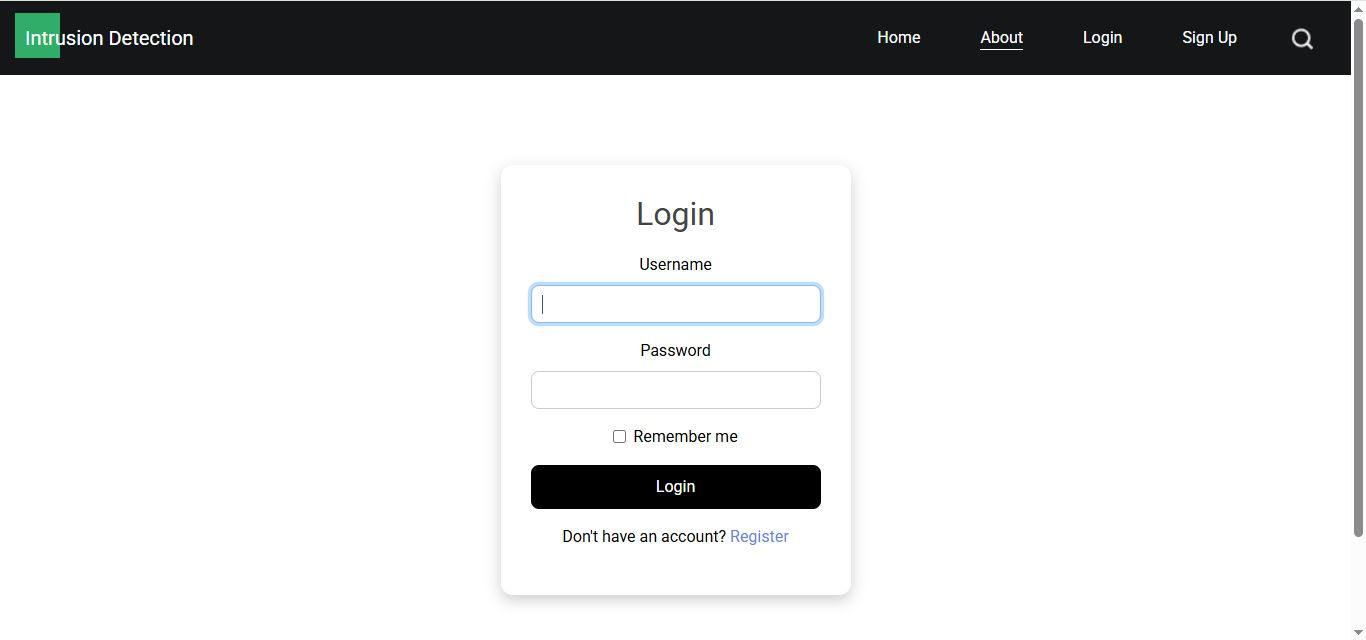 Intrusion Detection Home About Login Sign Up
Login
Username
Password
Remember me
Login
Don't have an account? Register